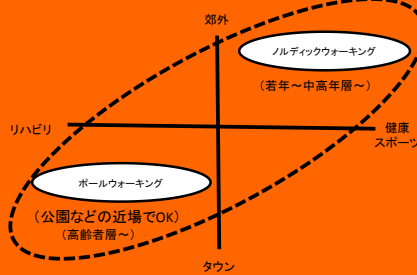 郊外
ノルディックウォーキング
（若年～中高年層～）
リハビリ
健康
スポーツ
ポールウォーキング
（公園などの近場でOK）
（高齢者層～）
タウン